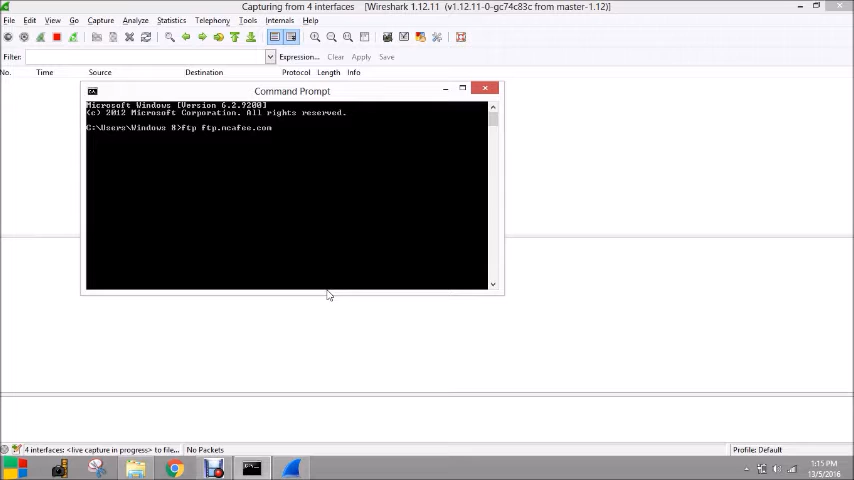 Capturing from 4 interfaces [Wireshark 1.12.11 (v1.12.11-0-gc74c83c from master-1.12)]
File Edit View Go Capture Analyze Statistics Telephony Tools Internals Help
Filter: Expression... Clear Apply Save
No. Time Source Destination Protocol Length Info
Command Prompt
Microsoft Windows [Version 6.2.9200]
(c) 2012 Microsoft Corporation. All rights reserved.
C:\Users\Windows 8>ftp ftp.mcafee.com
4 interfaces: <live capture in progress> to file... No Packets Profile: Default
1:15 PM
13/5/2016